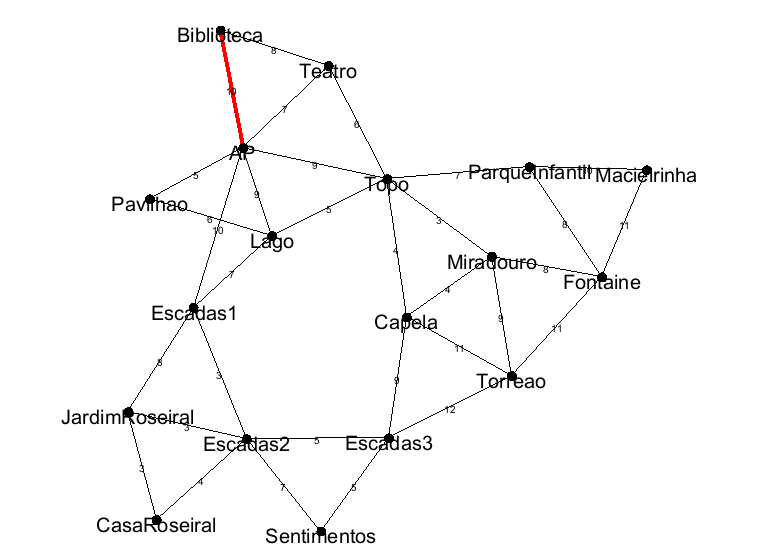 Biblioteca
8
Teatro
10
7
6
AP
9
5
9
7
ParqueInfantil
Macieirinha
Topo
Pavilhao
6
10
5
3
8
11
Lago
4
Miradouro
8
Fontaine
7
4
Escadas1
Capela
9
11
11
8
3
9
Torreao
12
JardimRoseiral
3
Escadas2
5
Escadas3
3
4
7
5
CasaRoseiral
Sentimentos